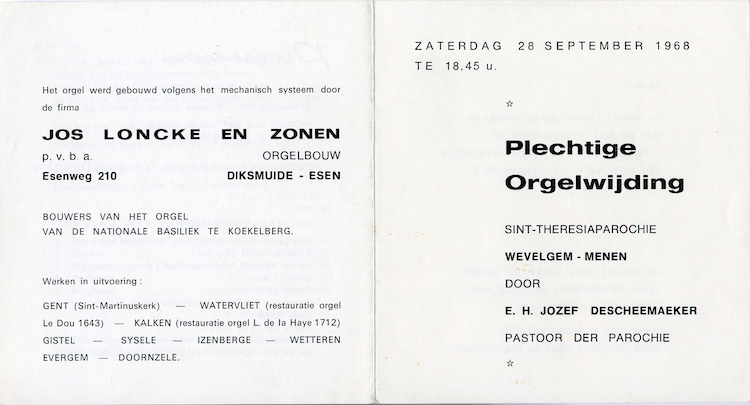 Het orgel werd gebouwd volgens het mechanisch systeem door
de firma
JOS LONCKE EN ZONEN
p. v. b. a. ORGELBOUW
Esenweg 210 DIKSMUIDE - ESEN
BOUWERS VAN HET ORGEL
VAN DE NATIONALE BASILIEK TE KOEKELBERG.
Werken in uitvoering :
GENT (Sint-Martinuskerk) — WATERVLIET (restauratie orgel
Le Dou 1643) — KALKEN (restauratie orgel L. de la Haye 1712)
GISTEL — SYSELE — IZENBERGE — WETTEREN
EVERGEM — DOORNZELE.
ZATERDAG 28 SEPTEMBER 1968
TE 18,45 u.
☆
Plechtige
Orgelwijding
SINT-THERESIAPAROCHIE
WEVELGEM - MENEN
DOOR
E. H. JOZEF DESCHEEMAEKER
PASTOOR DER PAROCHIE
☆